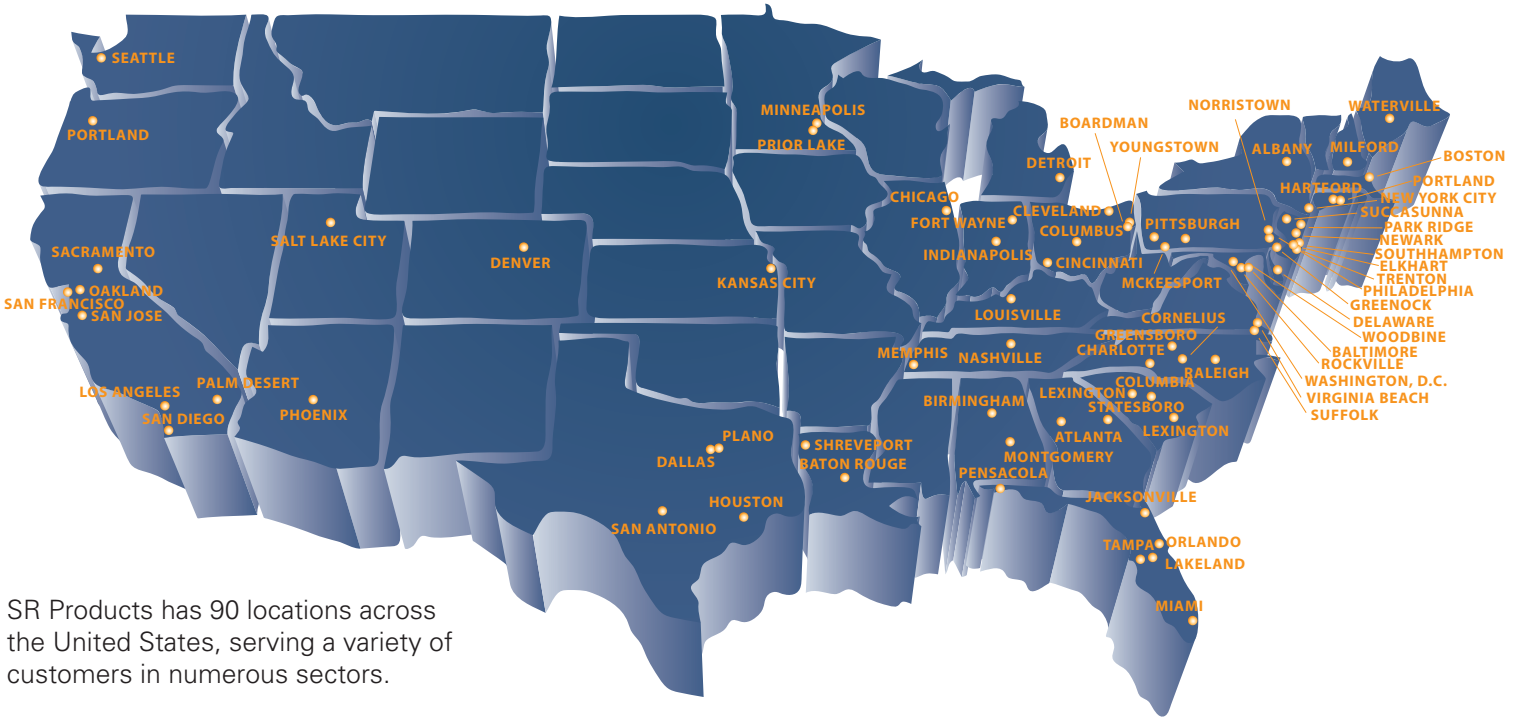 SEATTLE
PORTLAND
MINNEAPOLIS
PRIOR LAKE
NORRISTOWN
WATERVILLE
BOARDMAN
YOUNGSTOWN
DETROIT
ALBANY
MILFORD
BOSTON
HARTFORD
PORTLAND
NEW YORK CITY
SUCCASUNNA
PARK RIDGE
NEWARK
SOUTHHAMPTON
ELKHART
TRENTON
PHILADELPHIA
GREENOCK
DELAWARE
WOODBINE
BALTIMORE
ROCKVILLE
WASHINGTON, D.C.
VIRGINIA BEACH
SUFFOLK
CHICAGO
FORT WAYNE
CLEVELAND
COLUMBUS
PITTSBURGH
INDIANAPOLIS
CINCINNATI
MCKEESPORT
SALT LAKE CITY
DENVER
KANSAS CITY
SACRAMENTO
OAKLAND
SAN FRANCISCO
SAN JOSE
LOUISVILLE
CORNELIUS
GREENSBORO
CHARLOTTE
RALEIGH
MEMPHIS
NASHVILLE
LOS ANGELES
PALM DESERT
SAN DIEGO
PHOENIX
BIRMINGHAM
LEXINGTON
COLUMBIA
STATESBORO
LEXINGTON
ATLANTA
MONTGOMERY
PLANO
DALLAS
SHREVEPORT
BATON ROUGE
PENSACOLA
HOUSTON
SAN ANTONIO
JACKSONVILLE
TAMPA
ORLANDO
LAKELAND
MIAMI
SR Products has 90 locations across
the United States, serving a variety of
customers in numerous sectors.